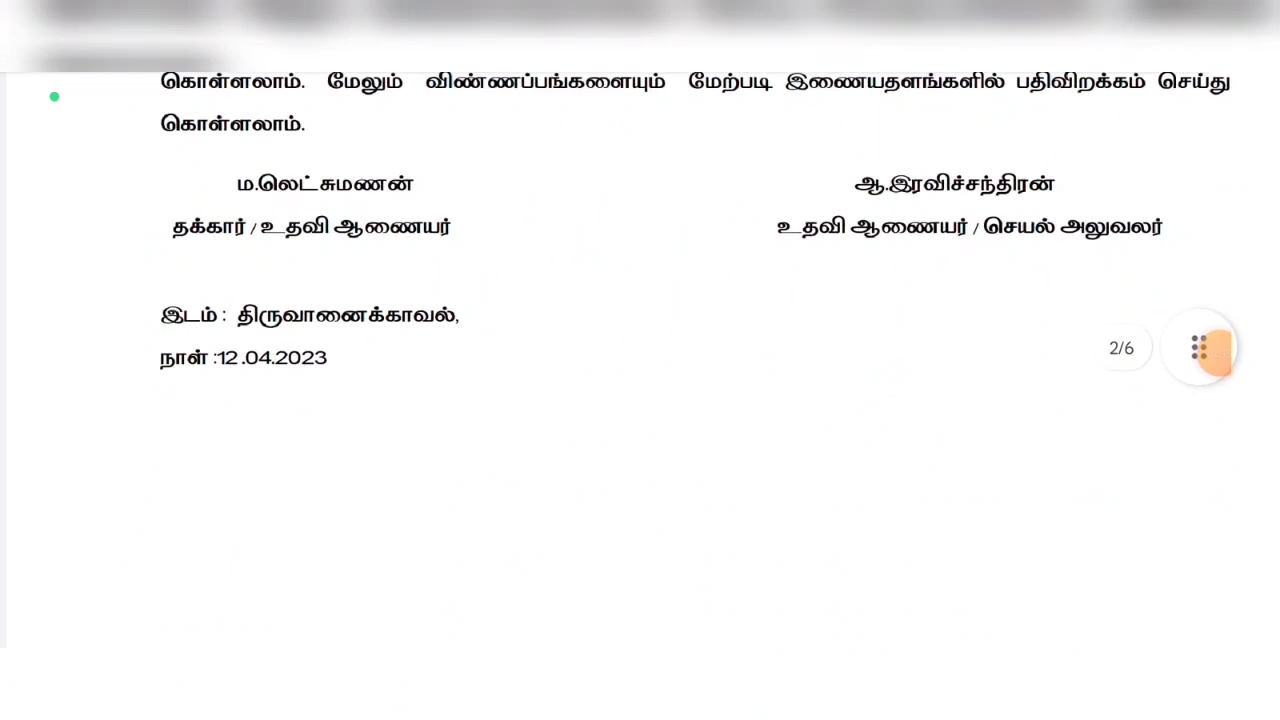 கொள்ளலாம். மேலும் விண்ணப்பங்களையும் மேற்படி இணையதளங்களில் பதிவிறக்கம் செய்து
கொள்ளலாம்.
ம.லெட்சுமணன்
ஆ.இரவிச்சந்திரன்
தக்கார் / உதவி ஆணையர்
உதவி ஆணையர் / செயல் அலுவலர்
இடம் : திருவானைக்காவல்,
நாள் :12.04.2023
2/6